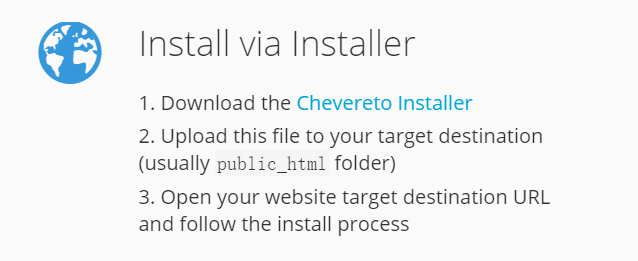 Install via Installer
1. Download the Chevereto Installer
2. Upload this file to your target destination
(usually public_html folder)
3. Open your website target destination URL
and follow the install process